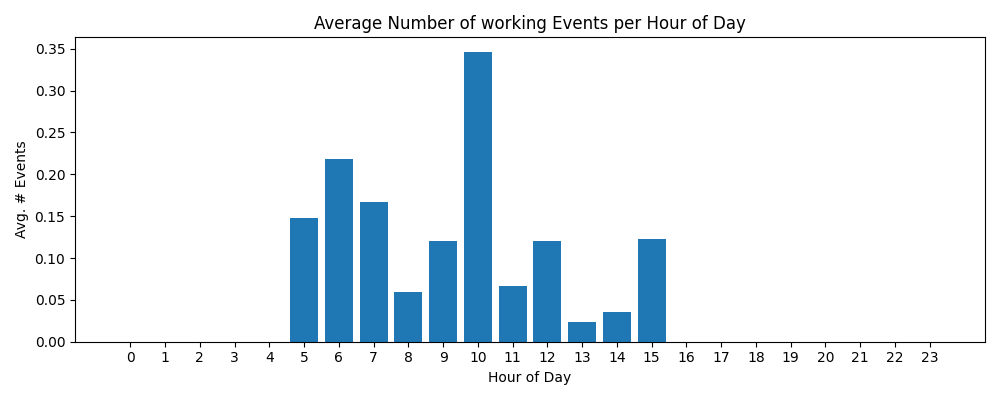 Average Number of working Events per Hour of Day
Avg. # Events
0.35
0.30
0.25
0.20
0.15
0.10
0.05
0.00
0 1 2 3 4 5 6 7 8 9 10 11 12 13 14 15 16 17 18 19 20 21 22 23
Hour of Day